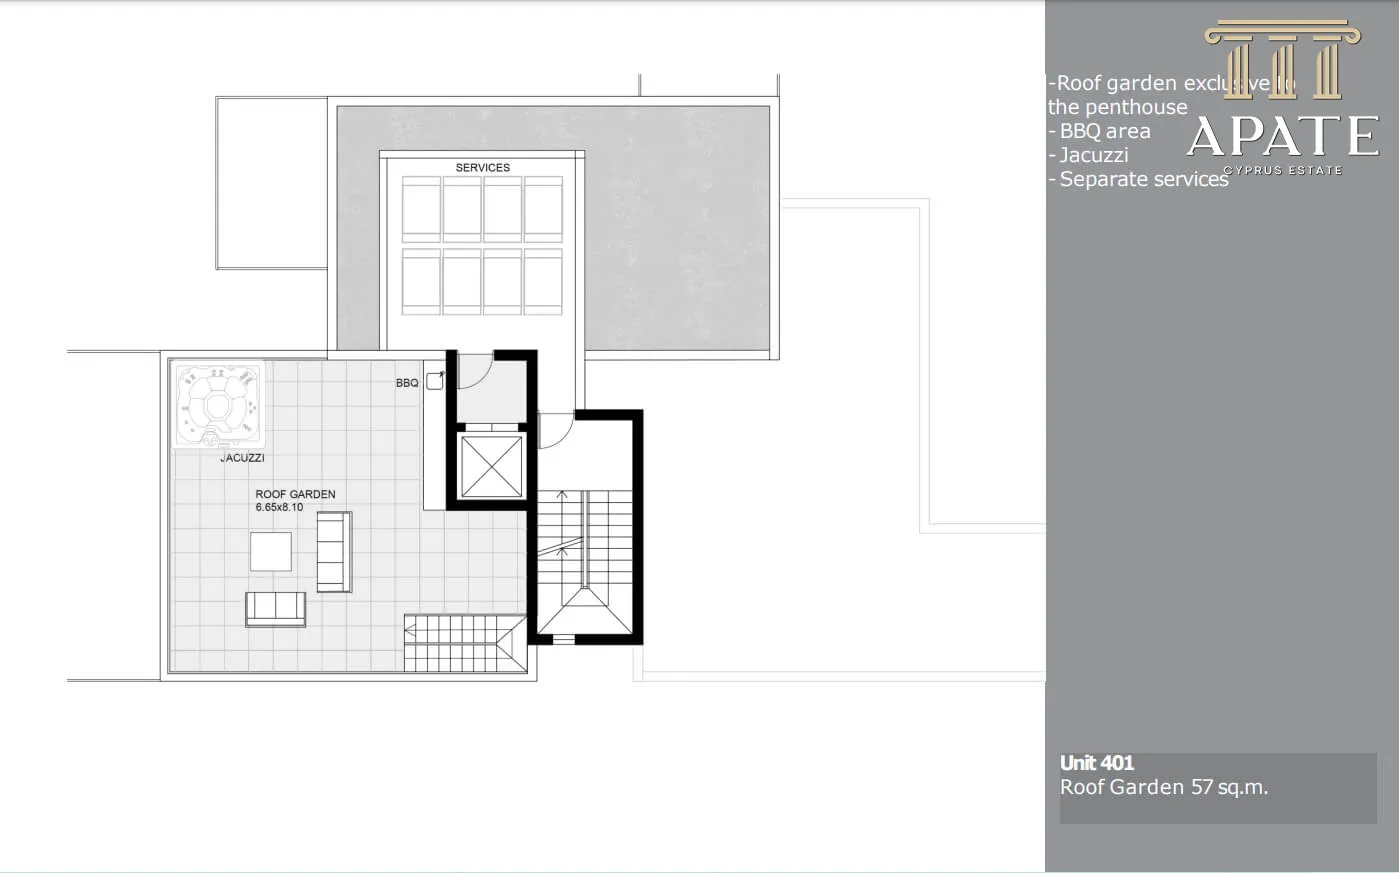 -Roof garden exclusive to
the penthouse
- BBQ area
- Jacuzzi
- Separate services
APATE
CYPRUS ESTATE
SERVICES
BBQ
JACUZZI
ROOF GARDEN
6.65x8.10
Unit 401
Roof Garden 57 sq.m.